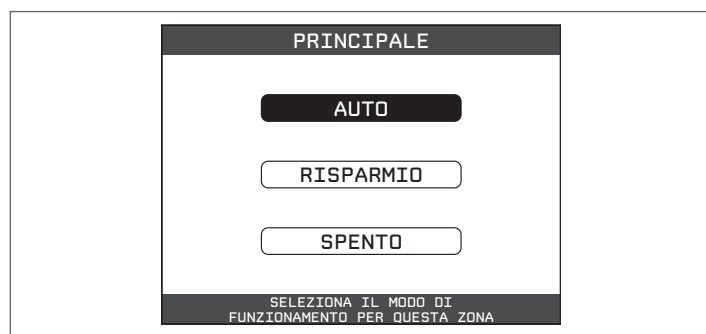 PRINCIPALE
AUTO
RISPARMIO
SPENTO
SELEZIONA IL MODO DI
FUNZIONAMENTO PER QUESTA ZONA